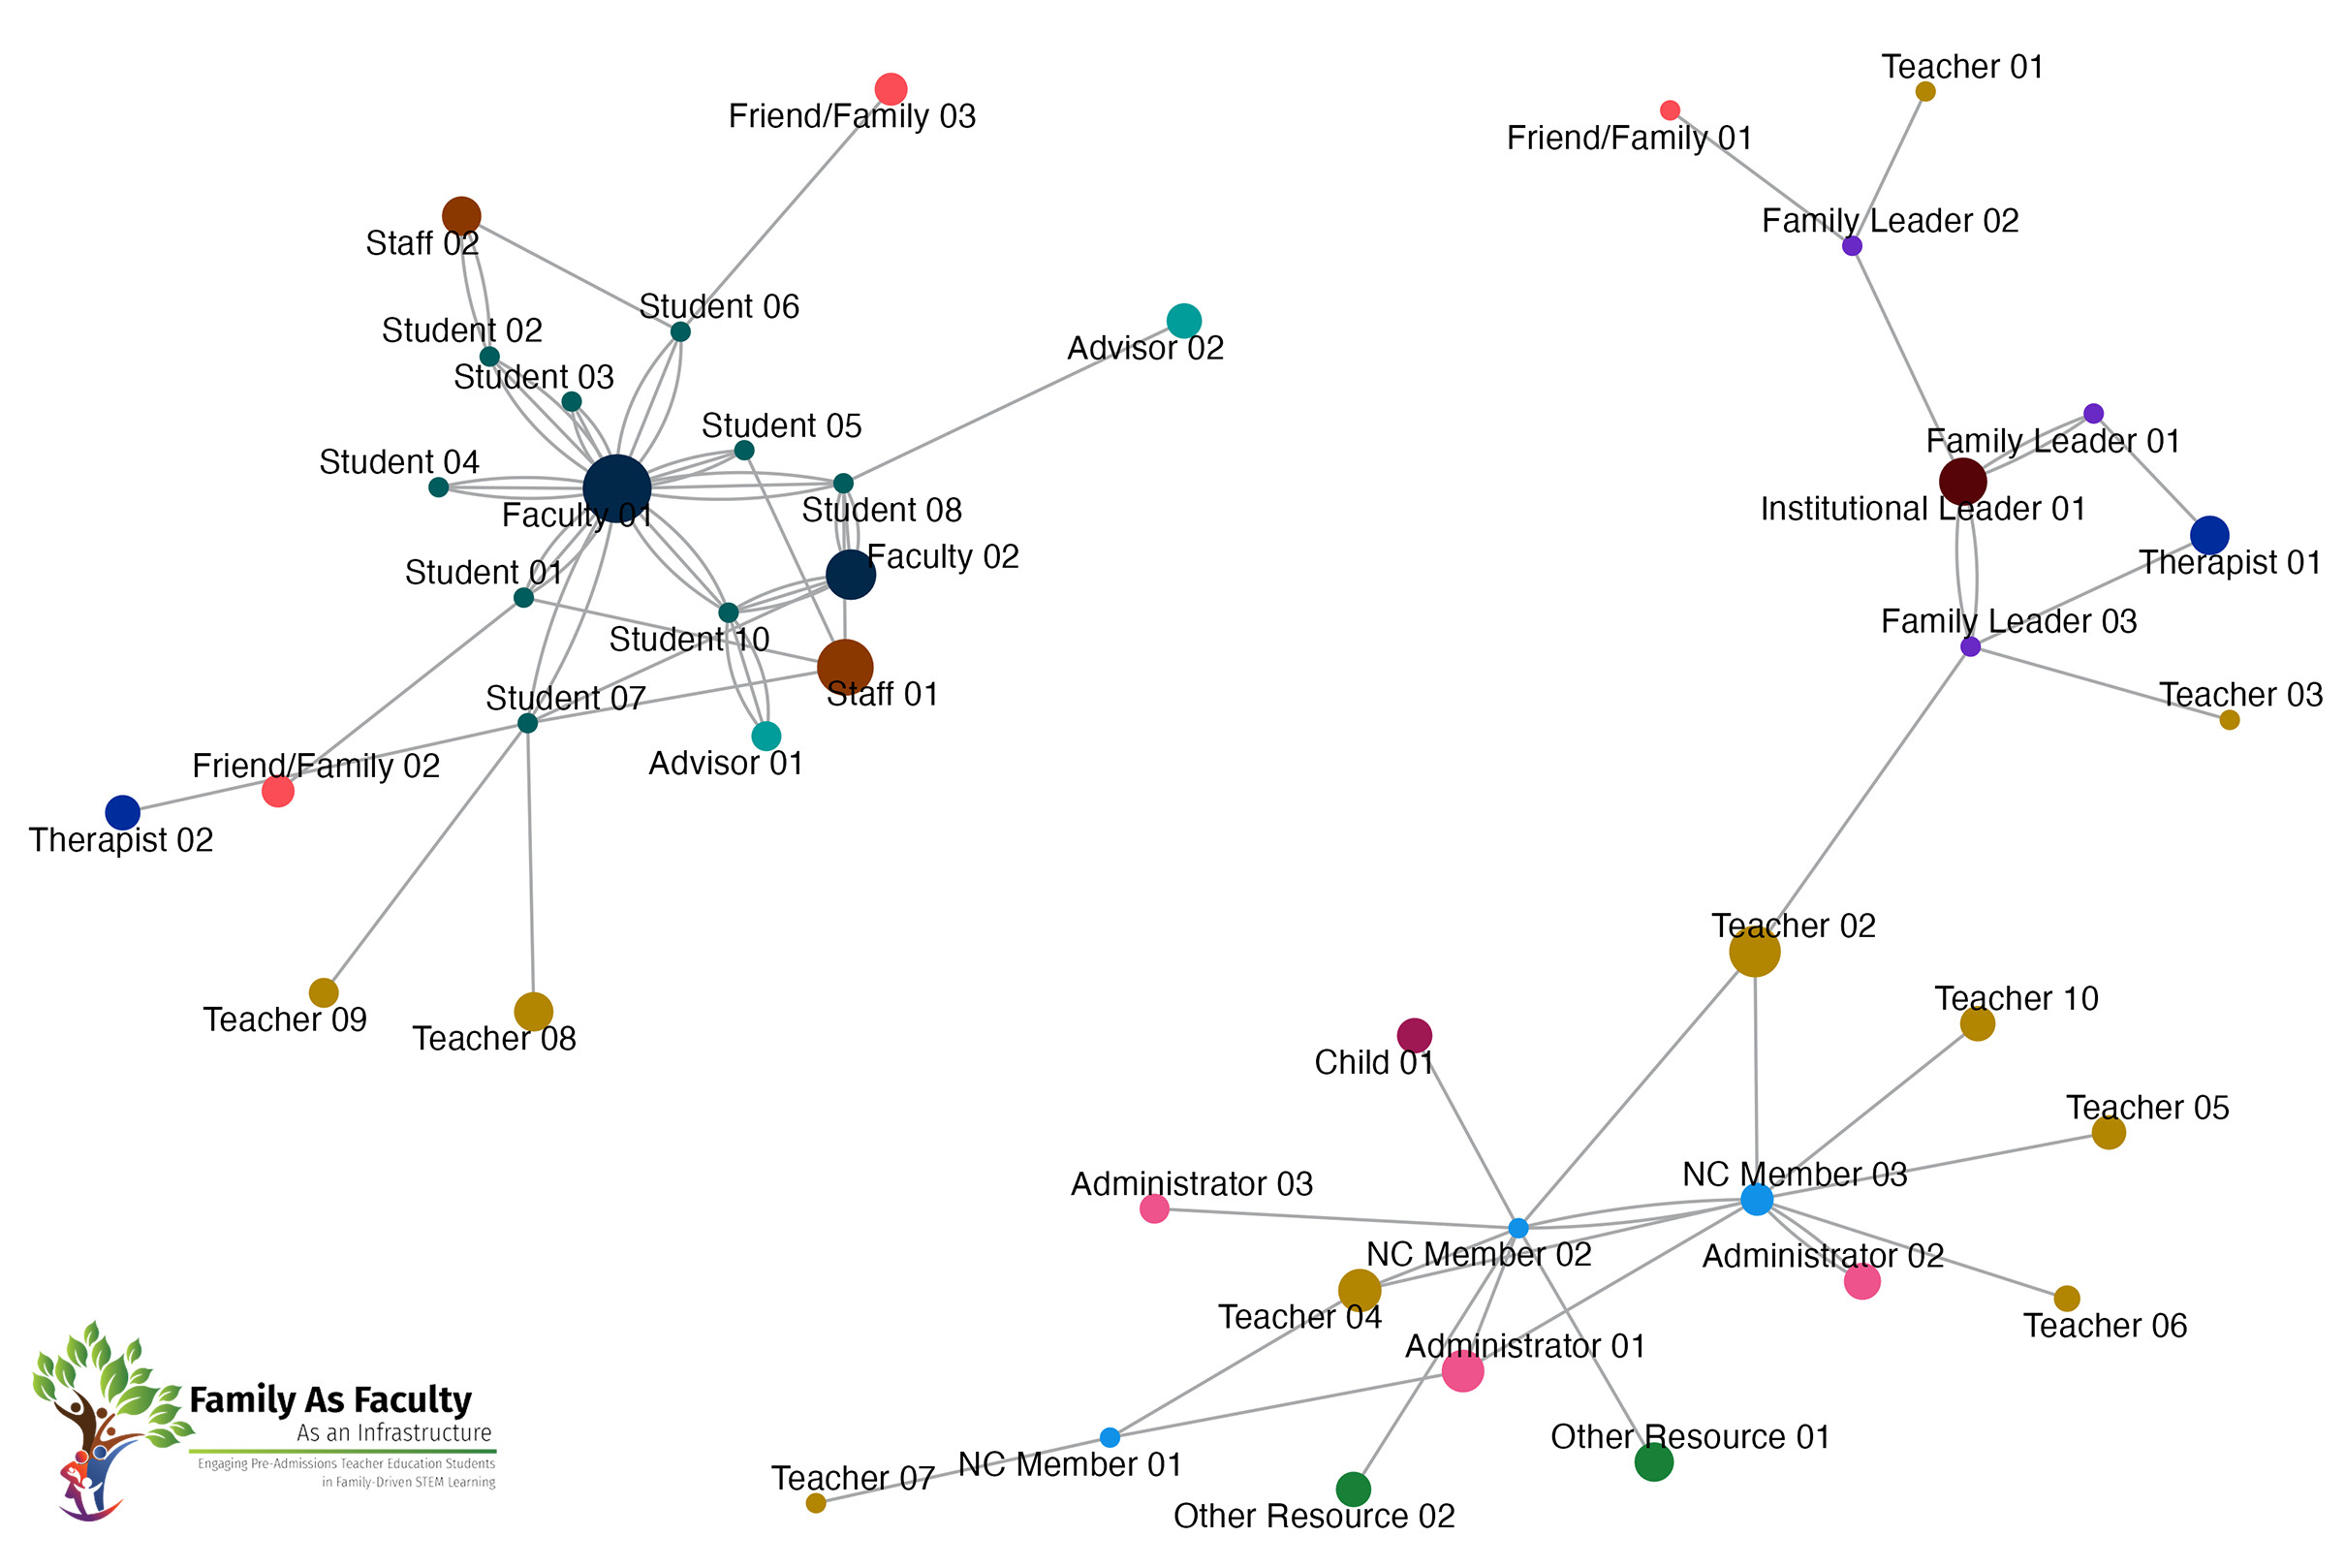 Teacher 01
Friend/Family 03
Friend/Family 01
Family Leader 02
Staff 02
Student 06
Student 02
Advisor 02
Student 03
Student 05
Family Leader 01
Student 04
Institutional Leader 01
Student 08
Faculty 01
Faculty 02
Therapist 01
Student 01
Family Leader 03
Student 10
Staff 01
Teacher 03
Student 07
Advisor 01
Friend/Family 02
Therapist 02
Teacher 02
Teacher 10
Teacher 09
Teacher 08
Child 01
Teacher 05
NC Member 03
Administrator 03
NC Member 02
Administrator 02
Teacher 04
Teacher 06
Administrator 01
Other Resource 01
NC Member 01
Teacher 07
Other Resource 02
Family As Faculty
As an Infrastructure
Engaging Pre-Admissions Teacher Education Students
in Family-Driven STEM Learning